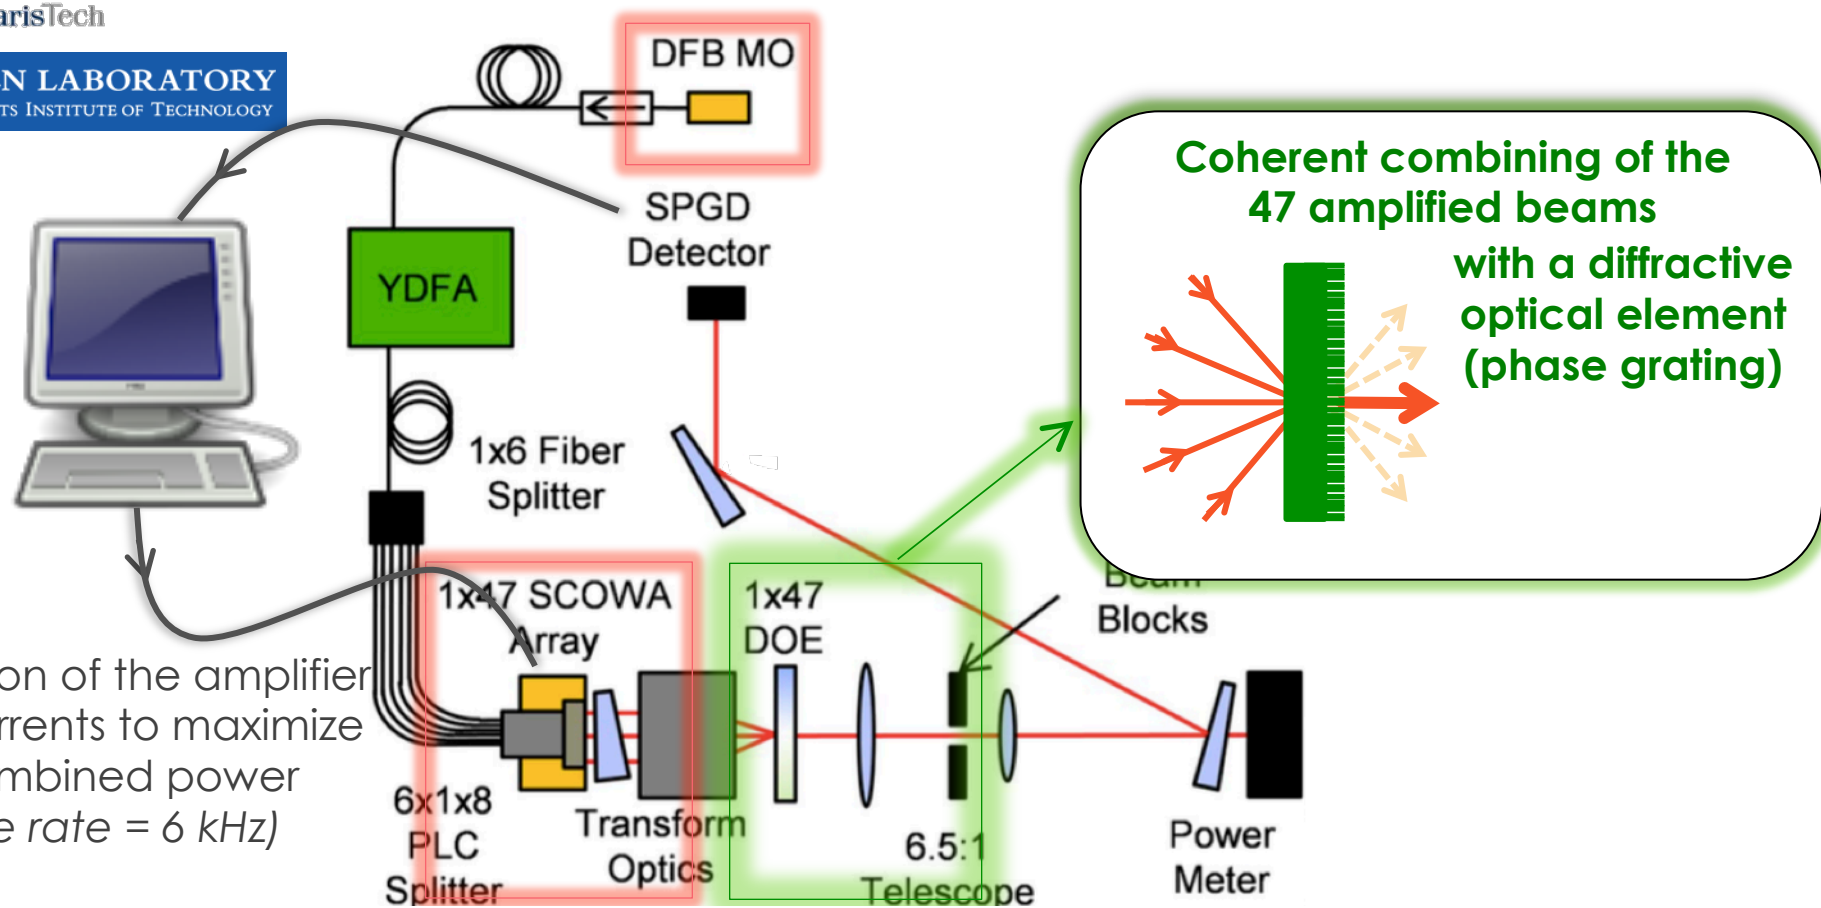 arisTech
N LABORATORY
TS INSTITUTE OF TECHNOLOGY
DFB MO
SPGD
Detector
YDFA
1x6 Fiber
Splitter
Coherent combining of the
47 amplified beams
with a diffractive
optical element
(phase grating)
1x47 SCOWA
Array
1x47
DOE
Beam
Blocks
on of the amplifier
rrents to maximize
mbined power
e rate = 6 kHz)
6x1x8
PLC
Splitter
Transform
Optics
6.5:1
Telescope
Power
Meter